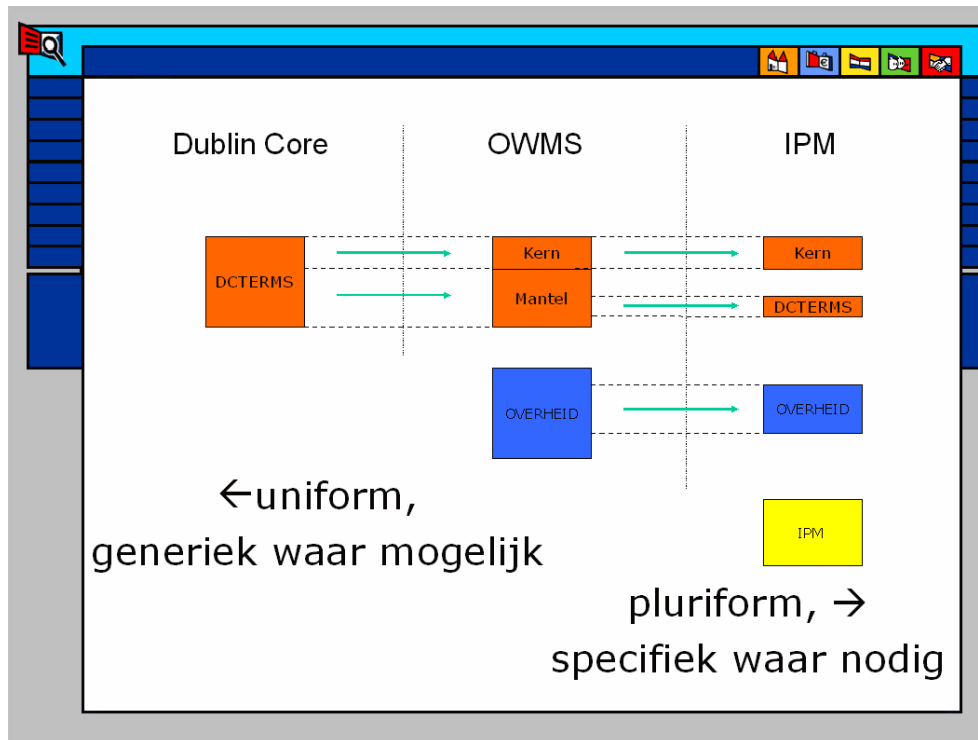 Dublin Core
OWMS
IPM
DCTERMS
Kern
Mantel
Kern
DCTERMS
OVERHEID
OVERHEID
←uniform,
generiek waar mogelijk
IPM
pluriform, →
specifiek waar nodig